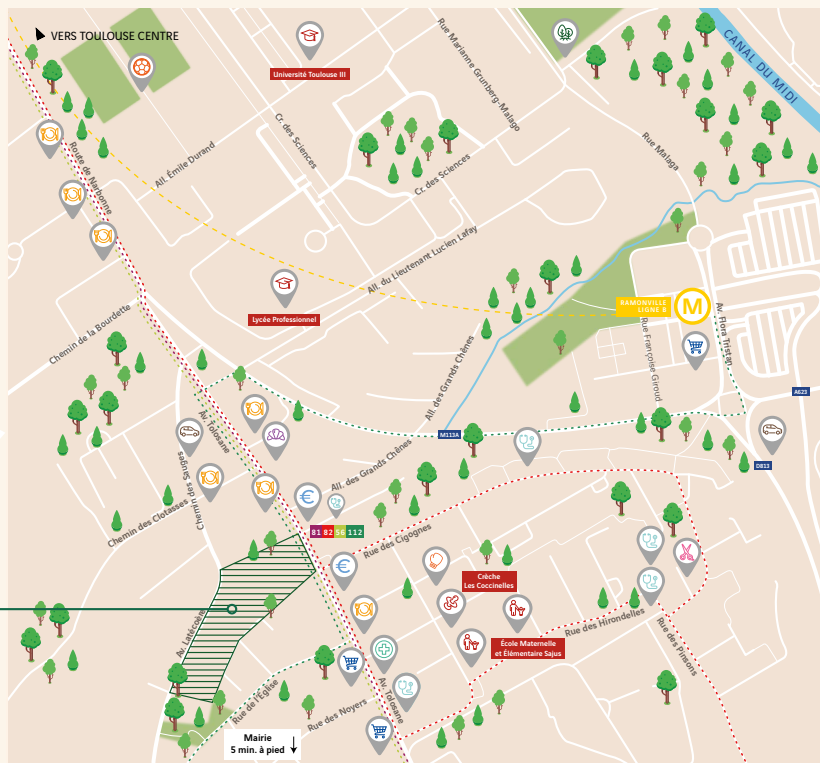 VERS TOULOUSE CENTRE
CANAL DU MIDI
Université Toulouse III
Rue Marianne Grunberg-Malago
Rue Malaga
Cr. des Sciences
Cr. des Sciences
All. Émile Durand
Route de Narbonne
All. du Lieutenant Lucien Lafay
Lycée Professionnel
Chemin de la Bourdette
RAMONVILLE
LIGNE B
M
Av. Flora Tristan
Rue Françoise Giroud
All. des Grands Chênes
A623
M113A
D813
Av. Tolosane
Chemin des Sauges
Chemin des Clotasses
All. des Grands Chênes
€
81 82 56 112
Rue des Cigognes
€
Crèche
Les Coccinelles
École Maternelle
et Élémentaire Sajus
Rue des Hirondelles
Rue des Pinsons
Av. Latécoère
Rue de l'Église
Rue des Noyers
Av. Tolosane
Mairie
5 min. à pied